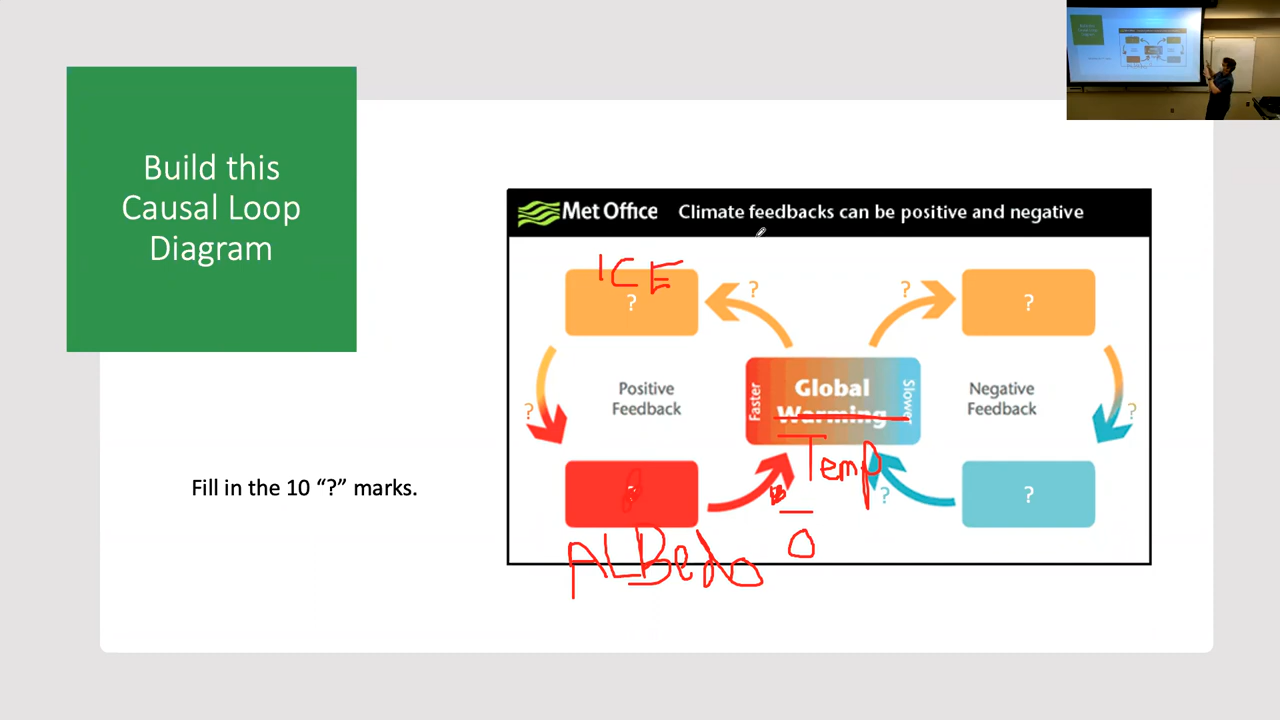 Build this
Causal Loop
Diagram
Fill in the 10 “?” marks.
Met Office Climate feedbacks can be positive and negative
ICE
?
?
?
?
Positive
Feedback
Faster
Global
Warming
Slower
Negative
Feedback
?
?
Temp
?
?
ALBedo
O